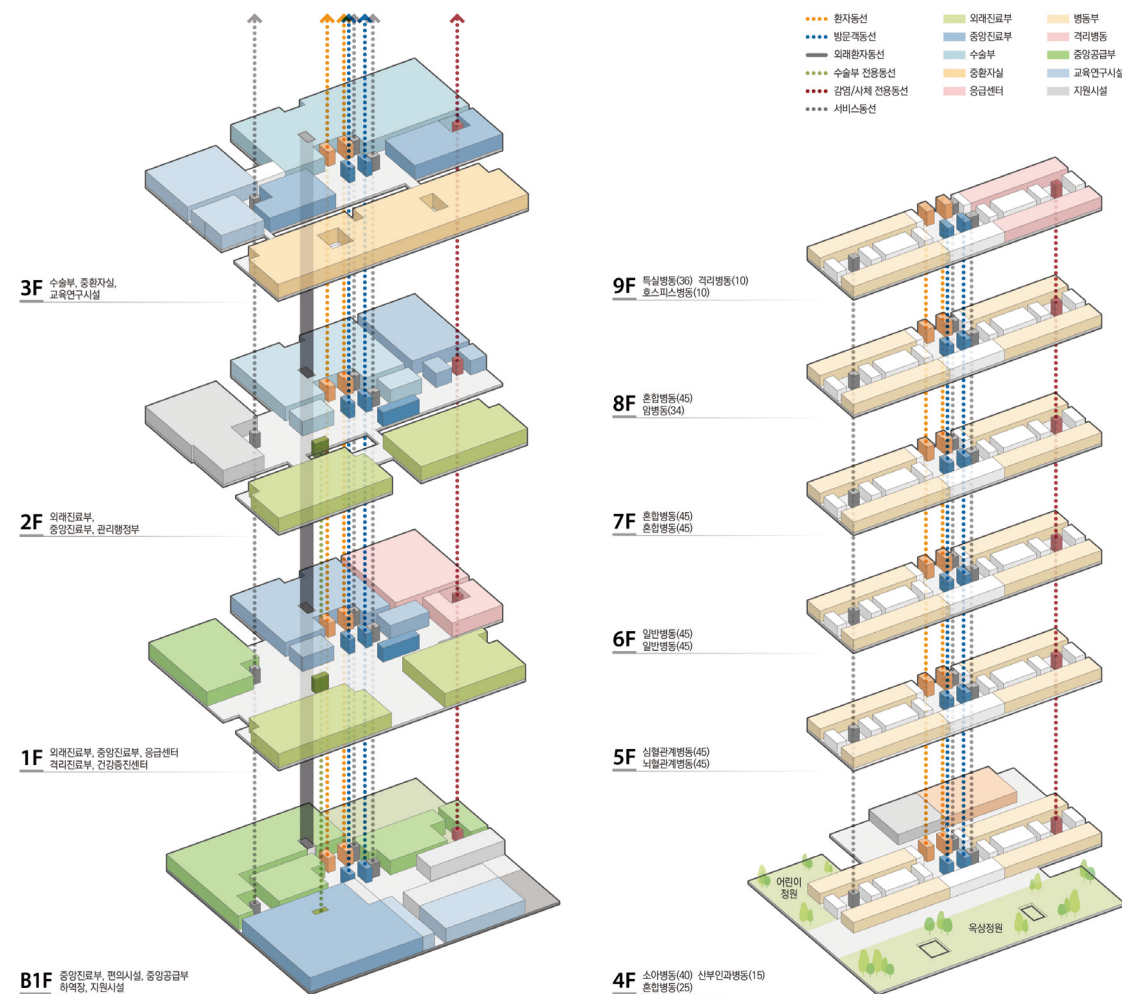 환자동선
방문객동선
외래환자동선
수술부 전용동선
감염/사체 전용동선
서비스동선
외래진료부
중앙진료부
수술부
중환자실
응급센터
병동부
격리병동
중앙공급부
교육연구시설
지원시설
3F
수술부, 중환자실,
교육연구시설
2F
외래진료부,
중앙진료부, 관리행정부
1F
외래진료부, 중앙진료부, 응급센터
격리진료부, 건강증진센터
B1F
중앙진료부, 편의시설, 중앙공급부
하역장, 지원시설
9F
특실병동(36) 격리병동(10)
호스피스병동(10)
8F
혼합병동(45)
암병동(34)
7F
혼합병동(45)
혼합병동(45)
6F
일반병동(45)
일반병동(45)
5F
심혈관계병동(45)
뇌혈관계병동(45)
어린이
정원
옥상정원
4F
소아병동(40) 산부인과병동(15)
혼합병동(25)